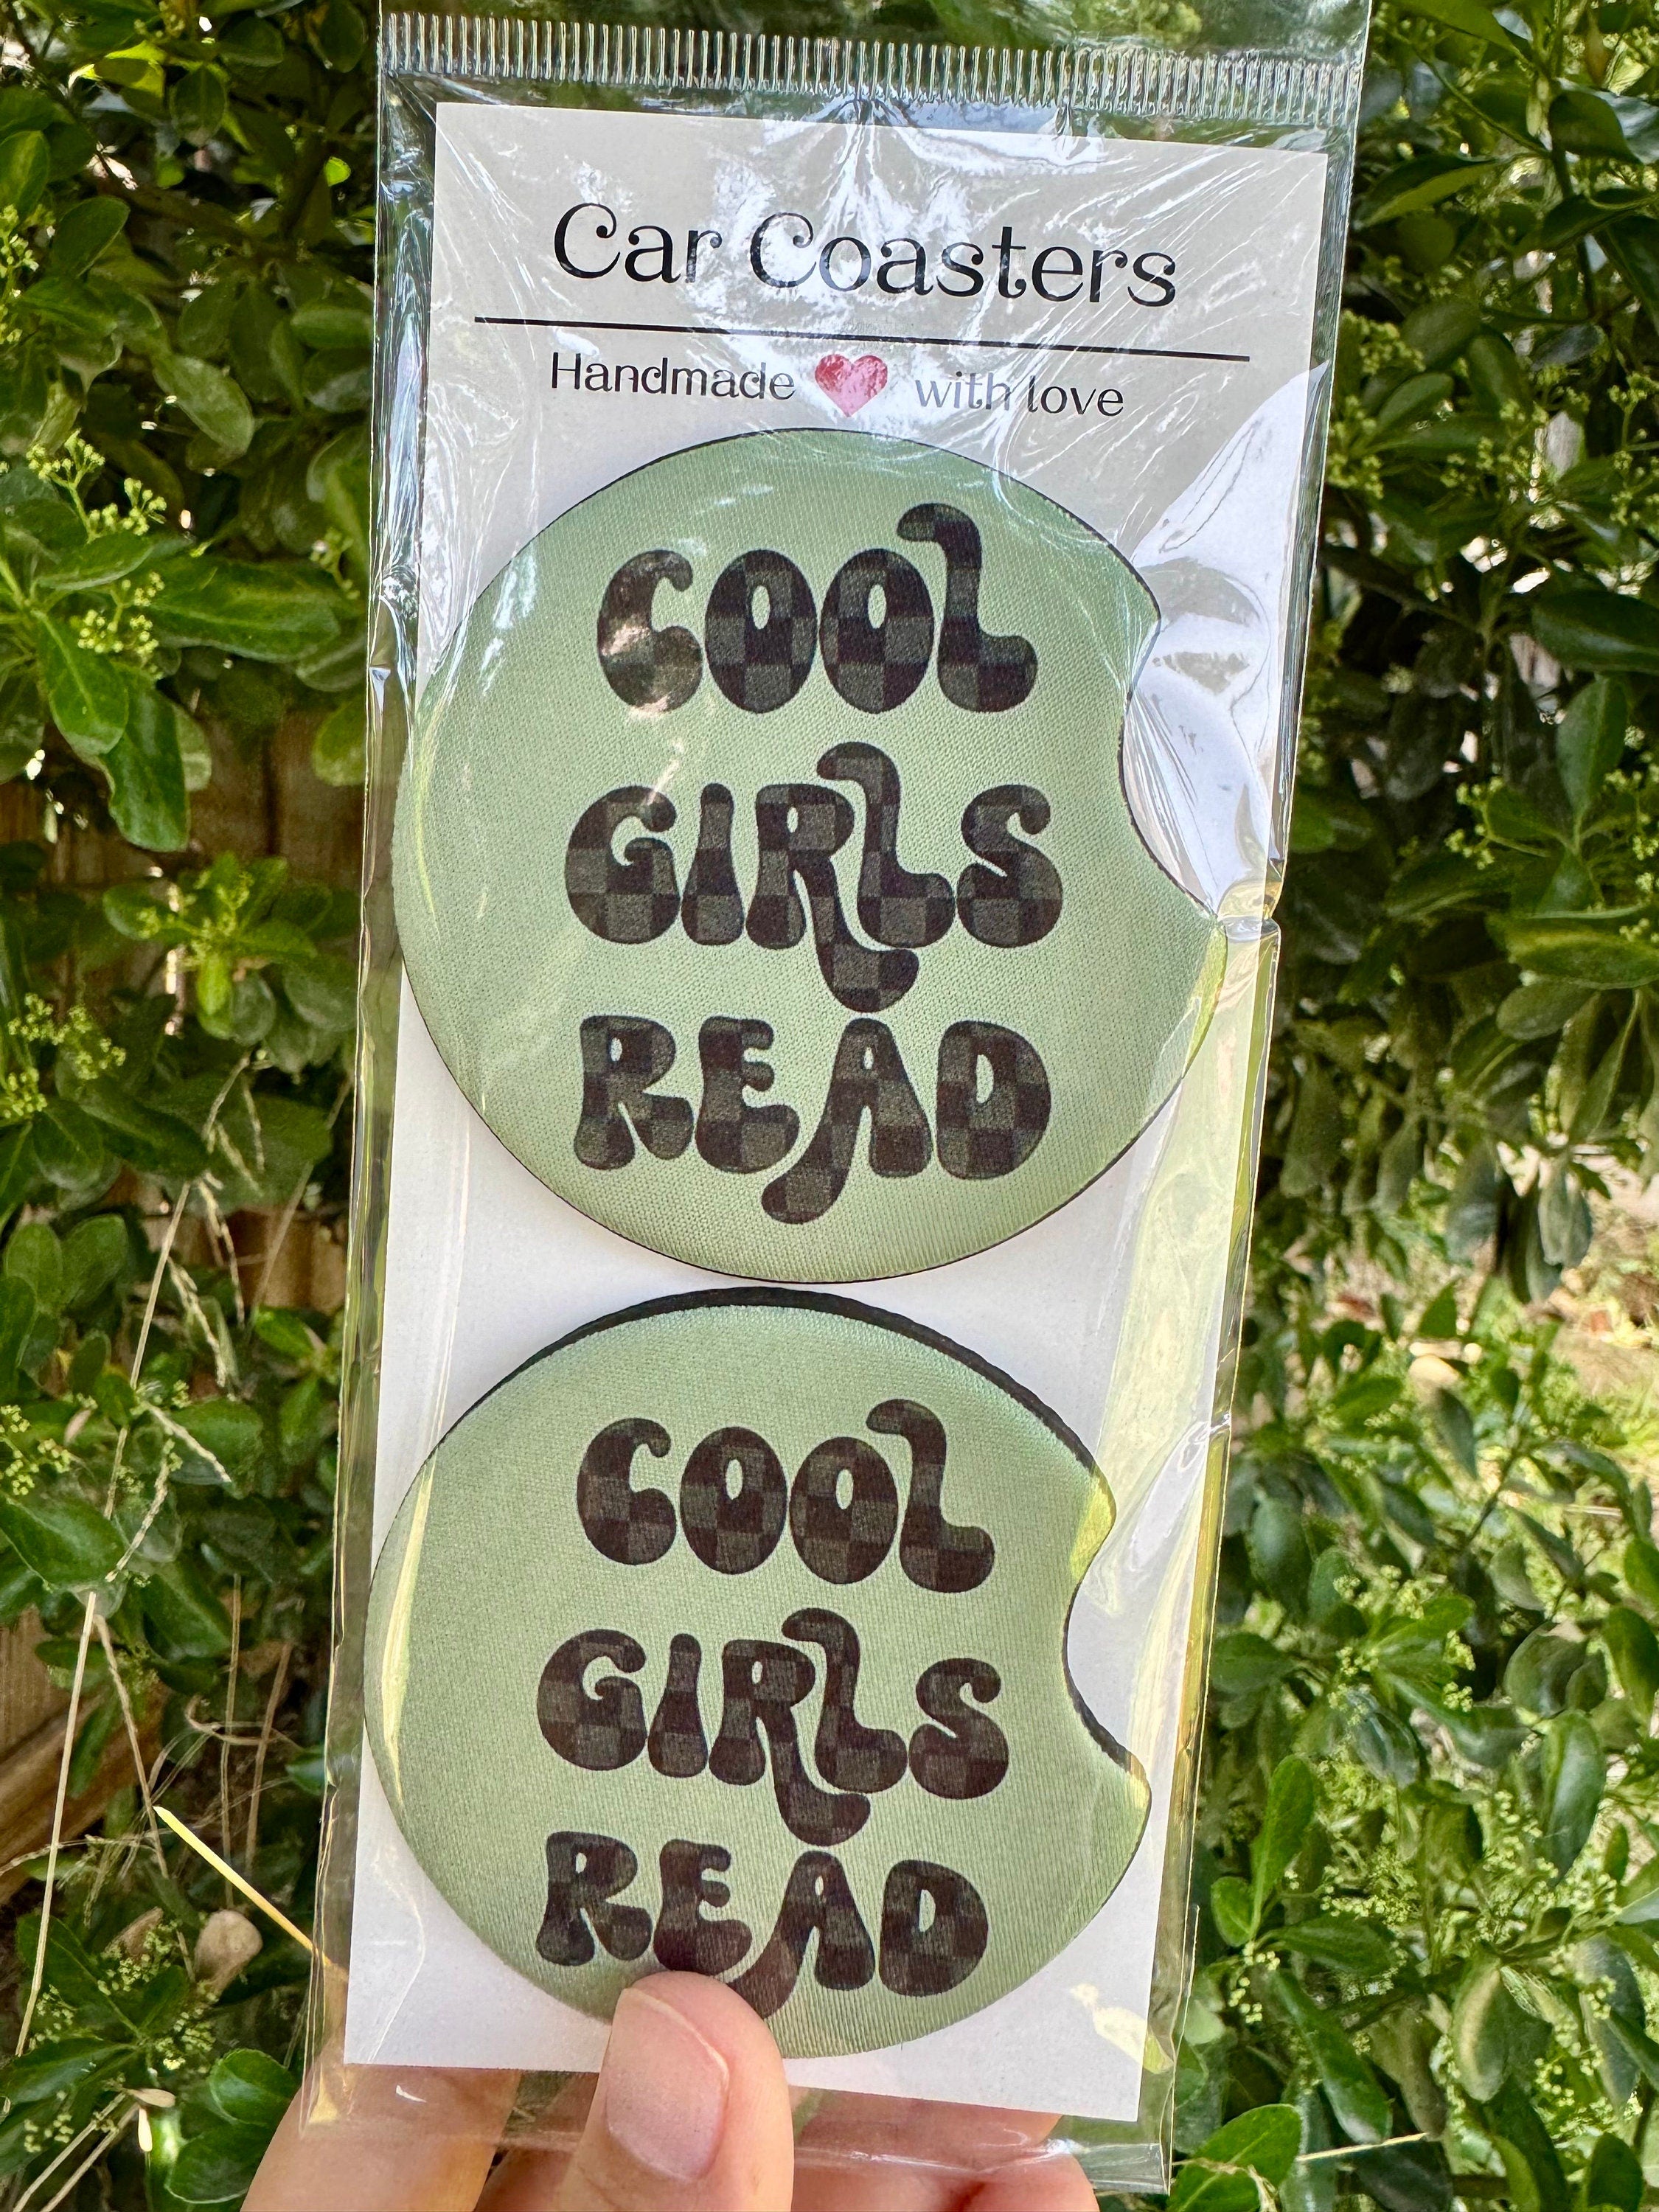 Car Coasters
Handmade with love
COOL
GIRLS
READ
COOL
GIRLS
READ